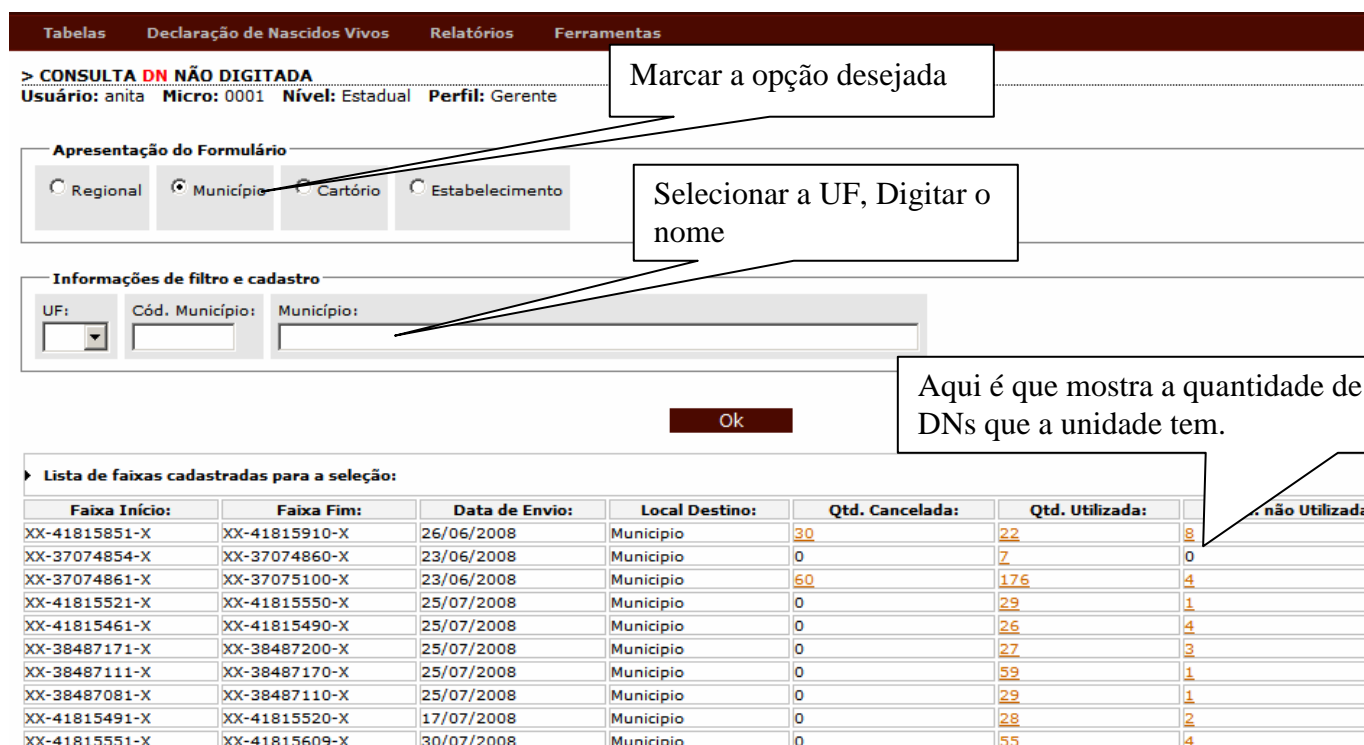 Tabelas Declaração de Nascidos Vivos Relatórios Ferramentas
> CONSULTA DN NÃO DIGITADA
Usuário: anita Micro: 0001 Nível: Estadual Perfil: Gerente
Marcar a opção desejada
Apresentação do Formulário
Regional Município Cartório Estabelecimento
Selecionar a UF, Digitar o
nome
Informações de filtro e cadastro
UF: Cód. Município: Município:
Aqui é que mostra a quantidade de
DNs que a unidade tem.
Ok
Lista de faixas cadastradas para a seleção:
Faixa Início: Faixa Fim: Data de Envio: Local Destino: Qtd. Cancelada: Qtd. Utilizada: não Utilizada
XX-41815851-X XX-41815910-X 26/06/2008 Municipio 30 22 8
XX-37074854-X XX-37074860-X 23/06/2008 Municipio 0 7 0
XX-37074861-X XX-37075100-X 23/06/2008 Municipio 60 176 4
XX-41815521-X XX-41815550-X 25/07/2008 Municipio 0 29 1
XX-41815461-X XX-41815490-X 25/07/2008 Municipio 0 26 4
XX-38487171-X XX-38487200-X 25/07/2008 Municipio 0 27 3
XX-38487111-X XX-38487170-X 25/07/2008 Municipio 0 59 1
XX-38487081-X XX-38487110-X 25/07/2008 Municipio 0 29 1
XX-41815491-X XX-41815520-X 17/07/2008 Municipio 0 28 2
XX-41815551-X XX-41815609-X 30/07/2008 Municipio 0 55 4